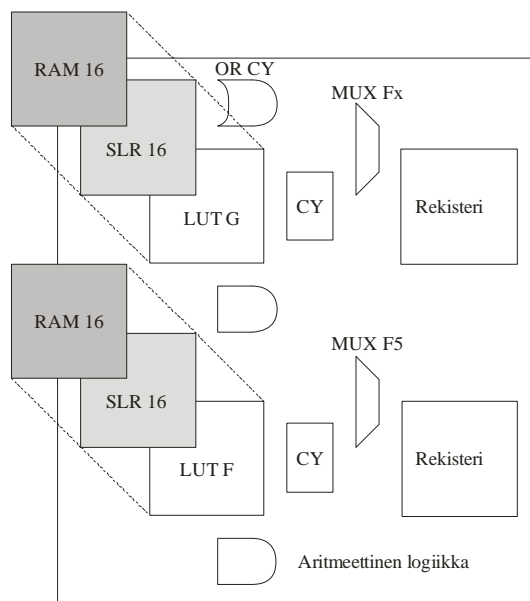 RAM 16
OR CY
MUX Fx
SLR 16
LUT G
CY
Rekisteri
RAM 16
MUX F5
SLR 16
LUT F
CY
Rekisteri
Aritmeettinen logiikka